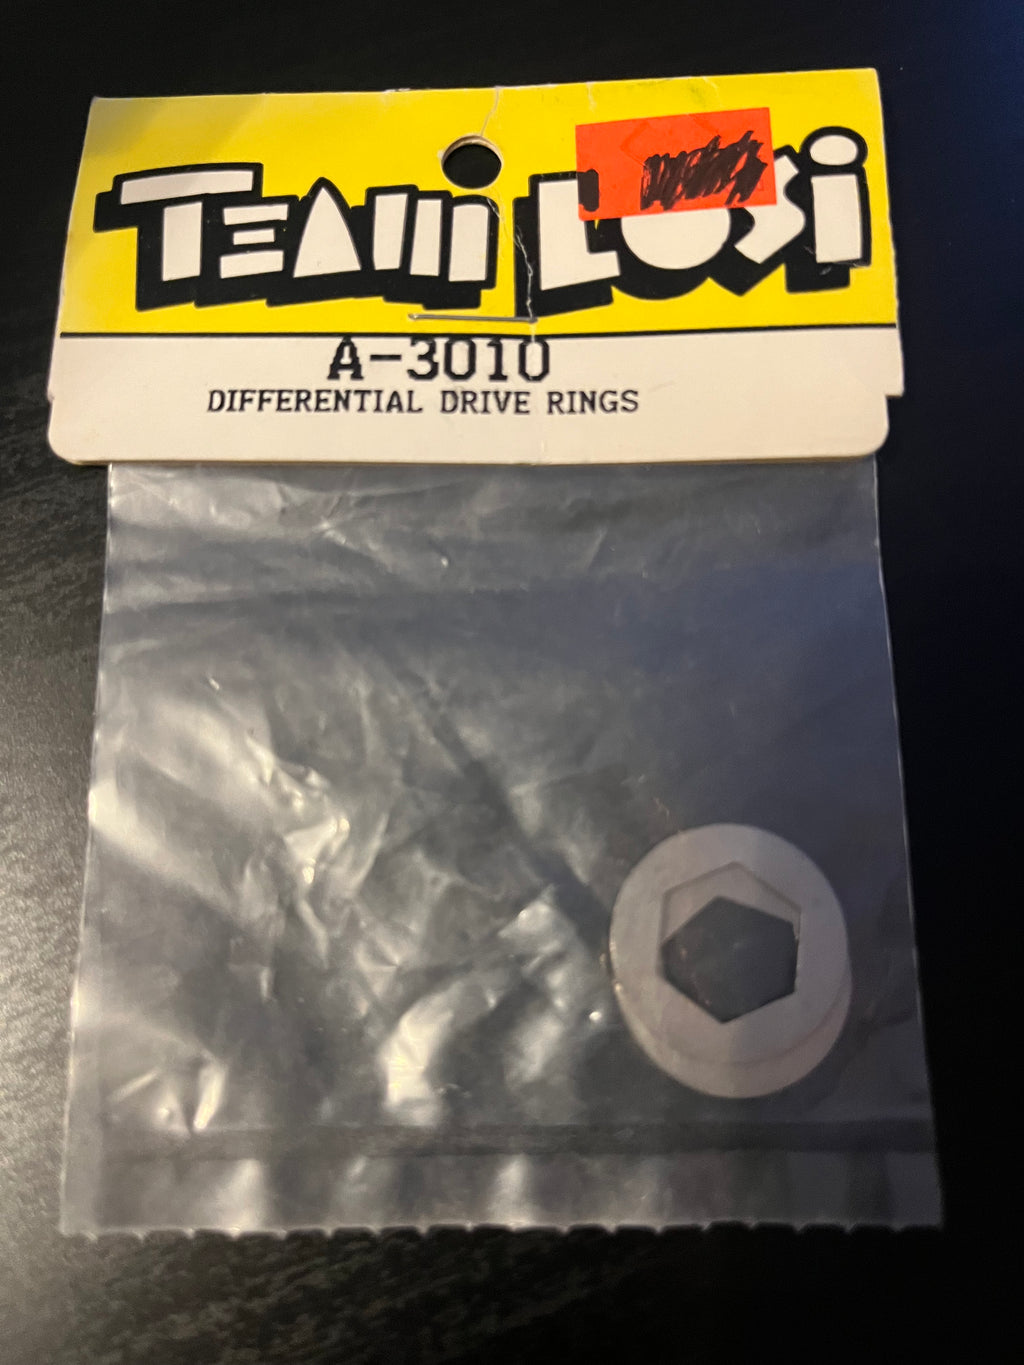 TEAM LOSi
A-3010
DIFFERENTIAL DRIVE RINGS